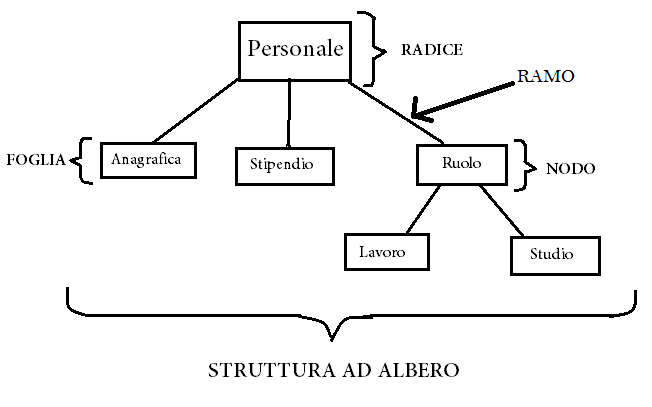 Personale
RADICE
RAMO
FOGLIA
Anagrafica
Stipendio
Ruolo
NODO
Lavoro
Studio
STRUTTURA AD ALBERO